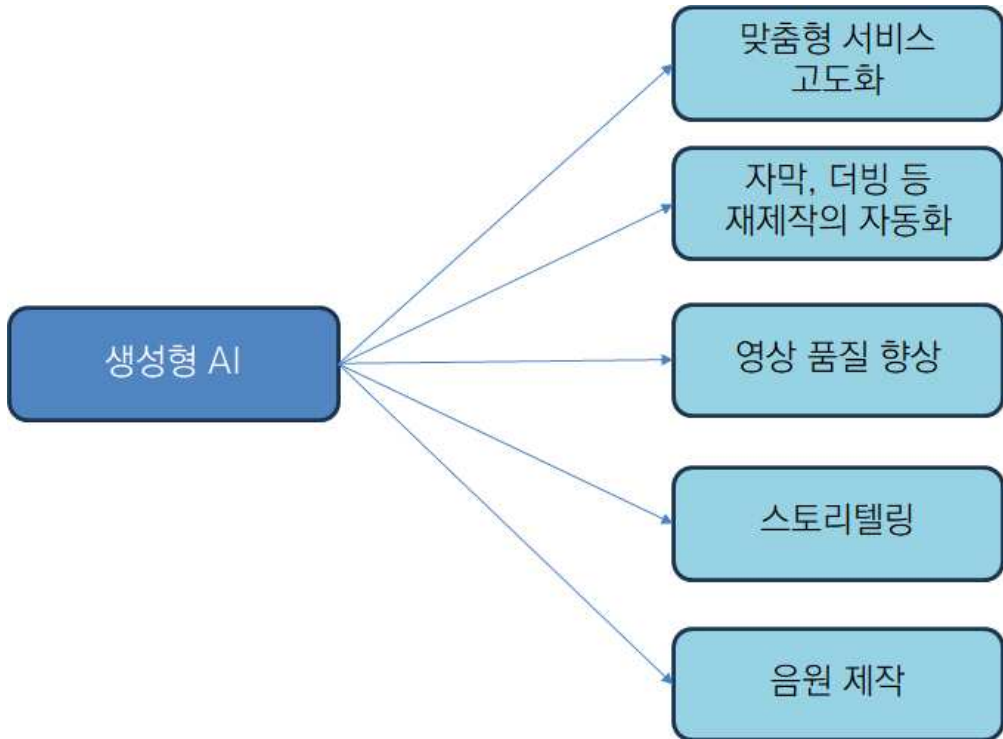 맞춤형 서비스
고도화
자막, 더빙 등
재제작의 자동화
생성형 AI
영상 품질 향상
스토리텔링
음원 제작